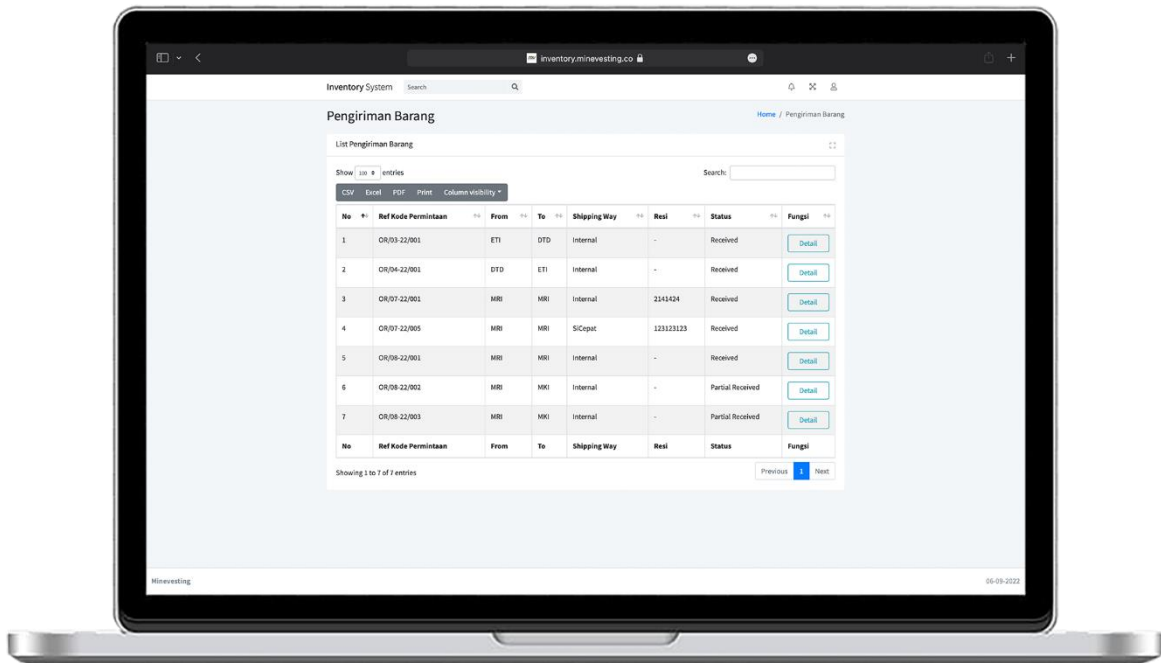 inventory.minevesting.co
Inventory System Search
Pengiriman Barang Home / Pengiriman Barang
List Pengiriman Barang
Show 100 entries Search:
CSV Excel PDF Print Column visibility
No Ref Kode Permintaan From To Shipping Way Resi Status Fungsi
1 OR/03-22/001 ETI DTD Internal - Received Detail
2 OR/04-22/001 DTD ETI Internal - Received Detail
3 OR/07-22/001 MRI MRI Internal 2141424 Received Detail
4 OR/07-22/005 MRI MRI SiCepat 123123123 Received Detail
5 OR/08-22/001 MRI MRI Internal - Received Detail
6 OR/08-22/002 MRI MKI Internal - Partial Received Detail
7 OR/08-22/003 MRI MKI Internal - Partial Received Detail
No Ref Kode Permintaan From To Shipping Way Resi Status Fungsi
Showing 1 to 7 of 7 entries Previous 1 Next
Minevesting 06-09-2022